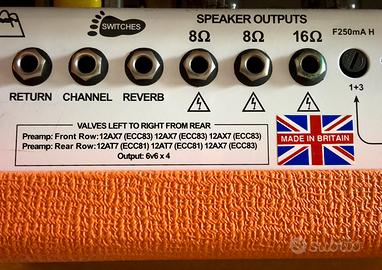 SWITCHES
SPEAKER OUTPUTS
8Ω 8Ω 16Ω
F250mA H
RETURN CHANNEL REVERB
1+3
VALVES LEFT TO RIGHT FROM REAR
Preamp: Front Row: 12AX7 (ECC83) 12AX7 (ECC83) 12AX7 (ECC83)
Preamp: Rear Row: 12AT7 (ECC81) 12AT7 (ECC81) 12AX7 (ECC83)
Output: 6v6 x 4
MADE IN BRITAIN
subito